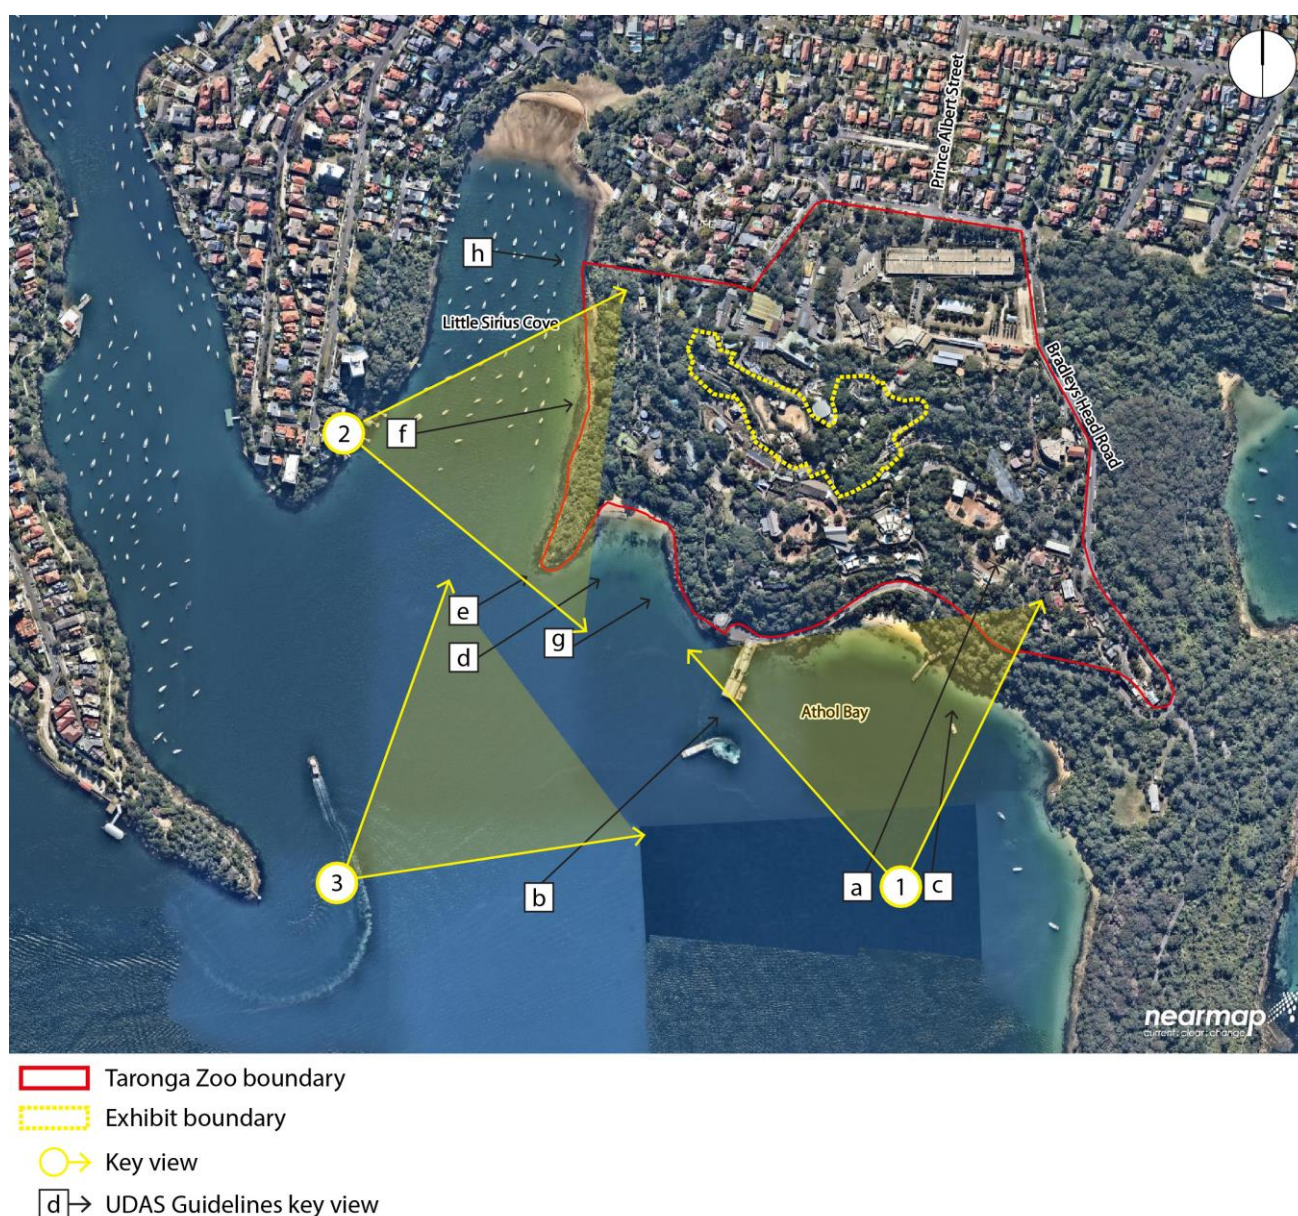 Prince Albert Street
h
Little Sirius Cove
Bradleys Head Road
f
2
e
d
g
Athol Bay
3
b
a
1
c
nearmap
current:clear:change
Taronga Zoo boundary
Exhibit boundary
Key view
d
UDAS Guidelines key view